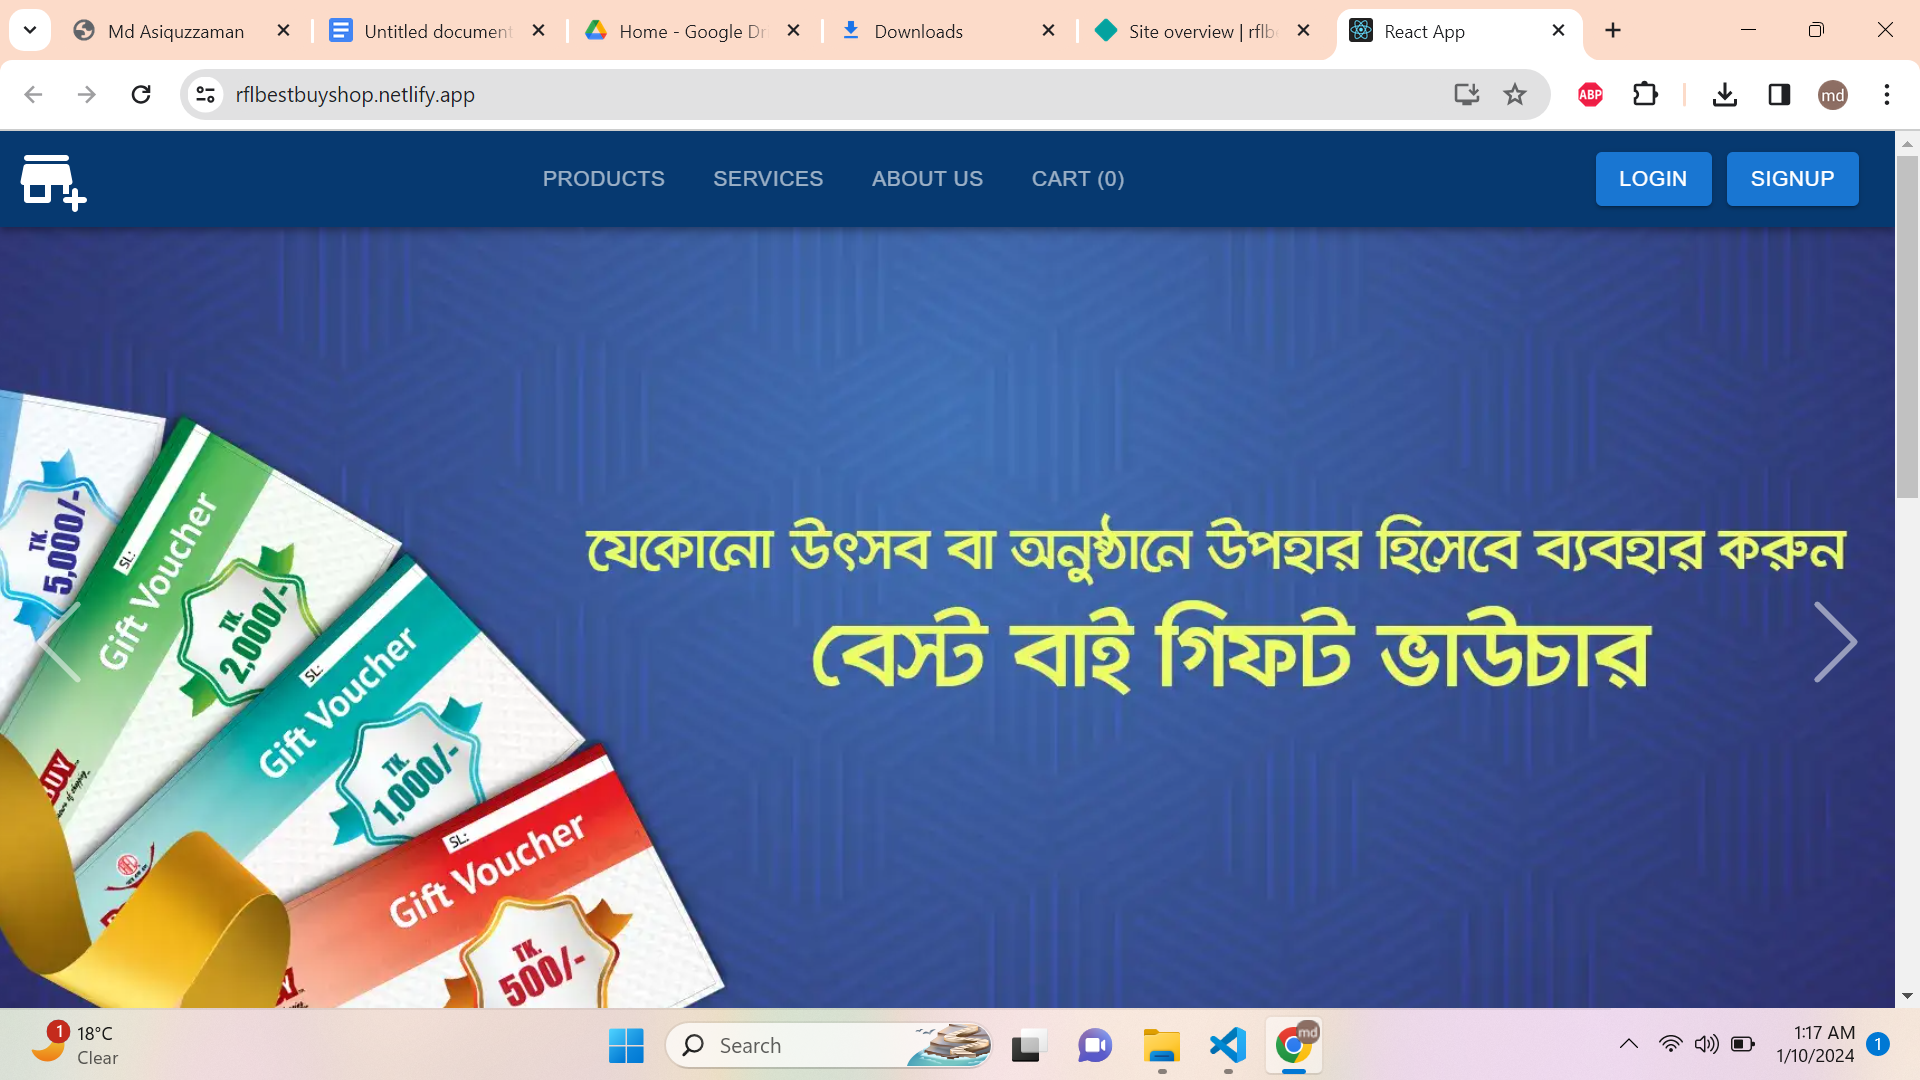 Md Asiquzzaman
Untitled document
Home - Google Dri
Downloads
Site overview | rflb
React App
rflbestbuyshop.netlify.app
ABP
md
PRODUCTS
SERVICES
ABOUT US
CART (0)
LOGIN
SIGNUP
যেকোনো উৎসব বা অনুষ্ঠানে উপহার হিসেবে ব্যবহার করুন
বেস্ট বাই গিফট ভাউচার
TK.
5,000/-
SL:
Gift Voucher
TK.
2,000/-
BUY
SL:
Gift Voucher
TK.
1,000/-
SL:
Gift Voucher
TK.
500/-
1
18°C
Clear
Search
md
1:17 AM
1/10/2024
1